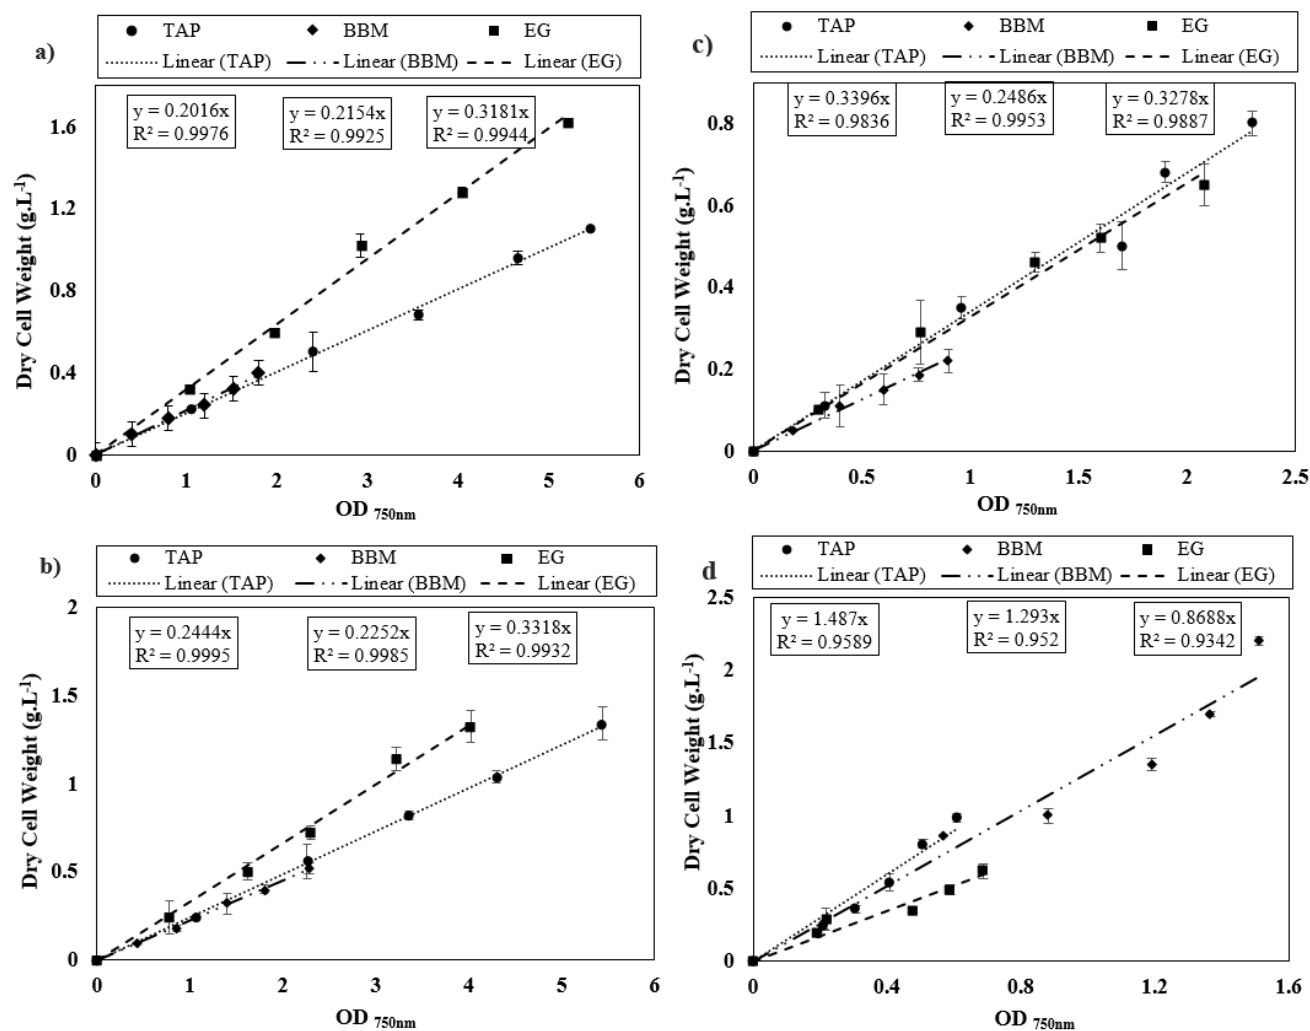 a)
TAP BBM EG
Linear (TAP) Linear (BBM) Linear (EG)
y = 0.2016x
R² = 0.9976
y = 0.2154x
R² = 0.9925
y = 0.3181x
R² = 0.9944
Dry Cell Weight (g.L-1)
1.6
1.2
0.8
0.4
0
0 1 2 3 4 5 6
OD 750nm
b)
TAP BBM EG
Linear (TAP) Linear (BBM) Linear (EG)
y = 0.2444x
R² = 0.9995
y = 0.2252x
R² = 0.9985
y = 0.3318x
R² = 0.9932
Dry Cell Weight (g.L-1)
2
1.5
1
0.5
0
0 1 2 3 4 5 6
OD 750nm
c)
TAP BBM EG
Linear (TAP) Linear (BBM) Linear (EG)
y = 0.3396x
R² = 0.9836
y = 0.2486x
R² = 0.9953
y = 0.3278x
R² = 0.9887
Dry Cell Weight (g.L-1)
0.8
0.6
0.4
0.2
0
0 0.5 1 1.5 2 2.5
OD 750nm
d
TAP BBM EG
Linear (TAP) Linear (BBM) Linear (EG)
y = 1.487x
R² = 0.9589
y = 1.293x
R² = 0.952
y = 0.8688x
R² = 0.9342
Dry Cell Weight (g.L-1)
2.5
2
1.5
1
0.5
0
0 0.4 0.8 1.2 1.6
OD 750nm